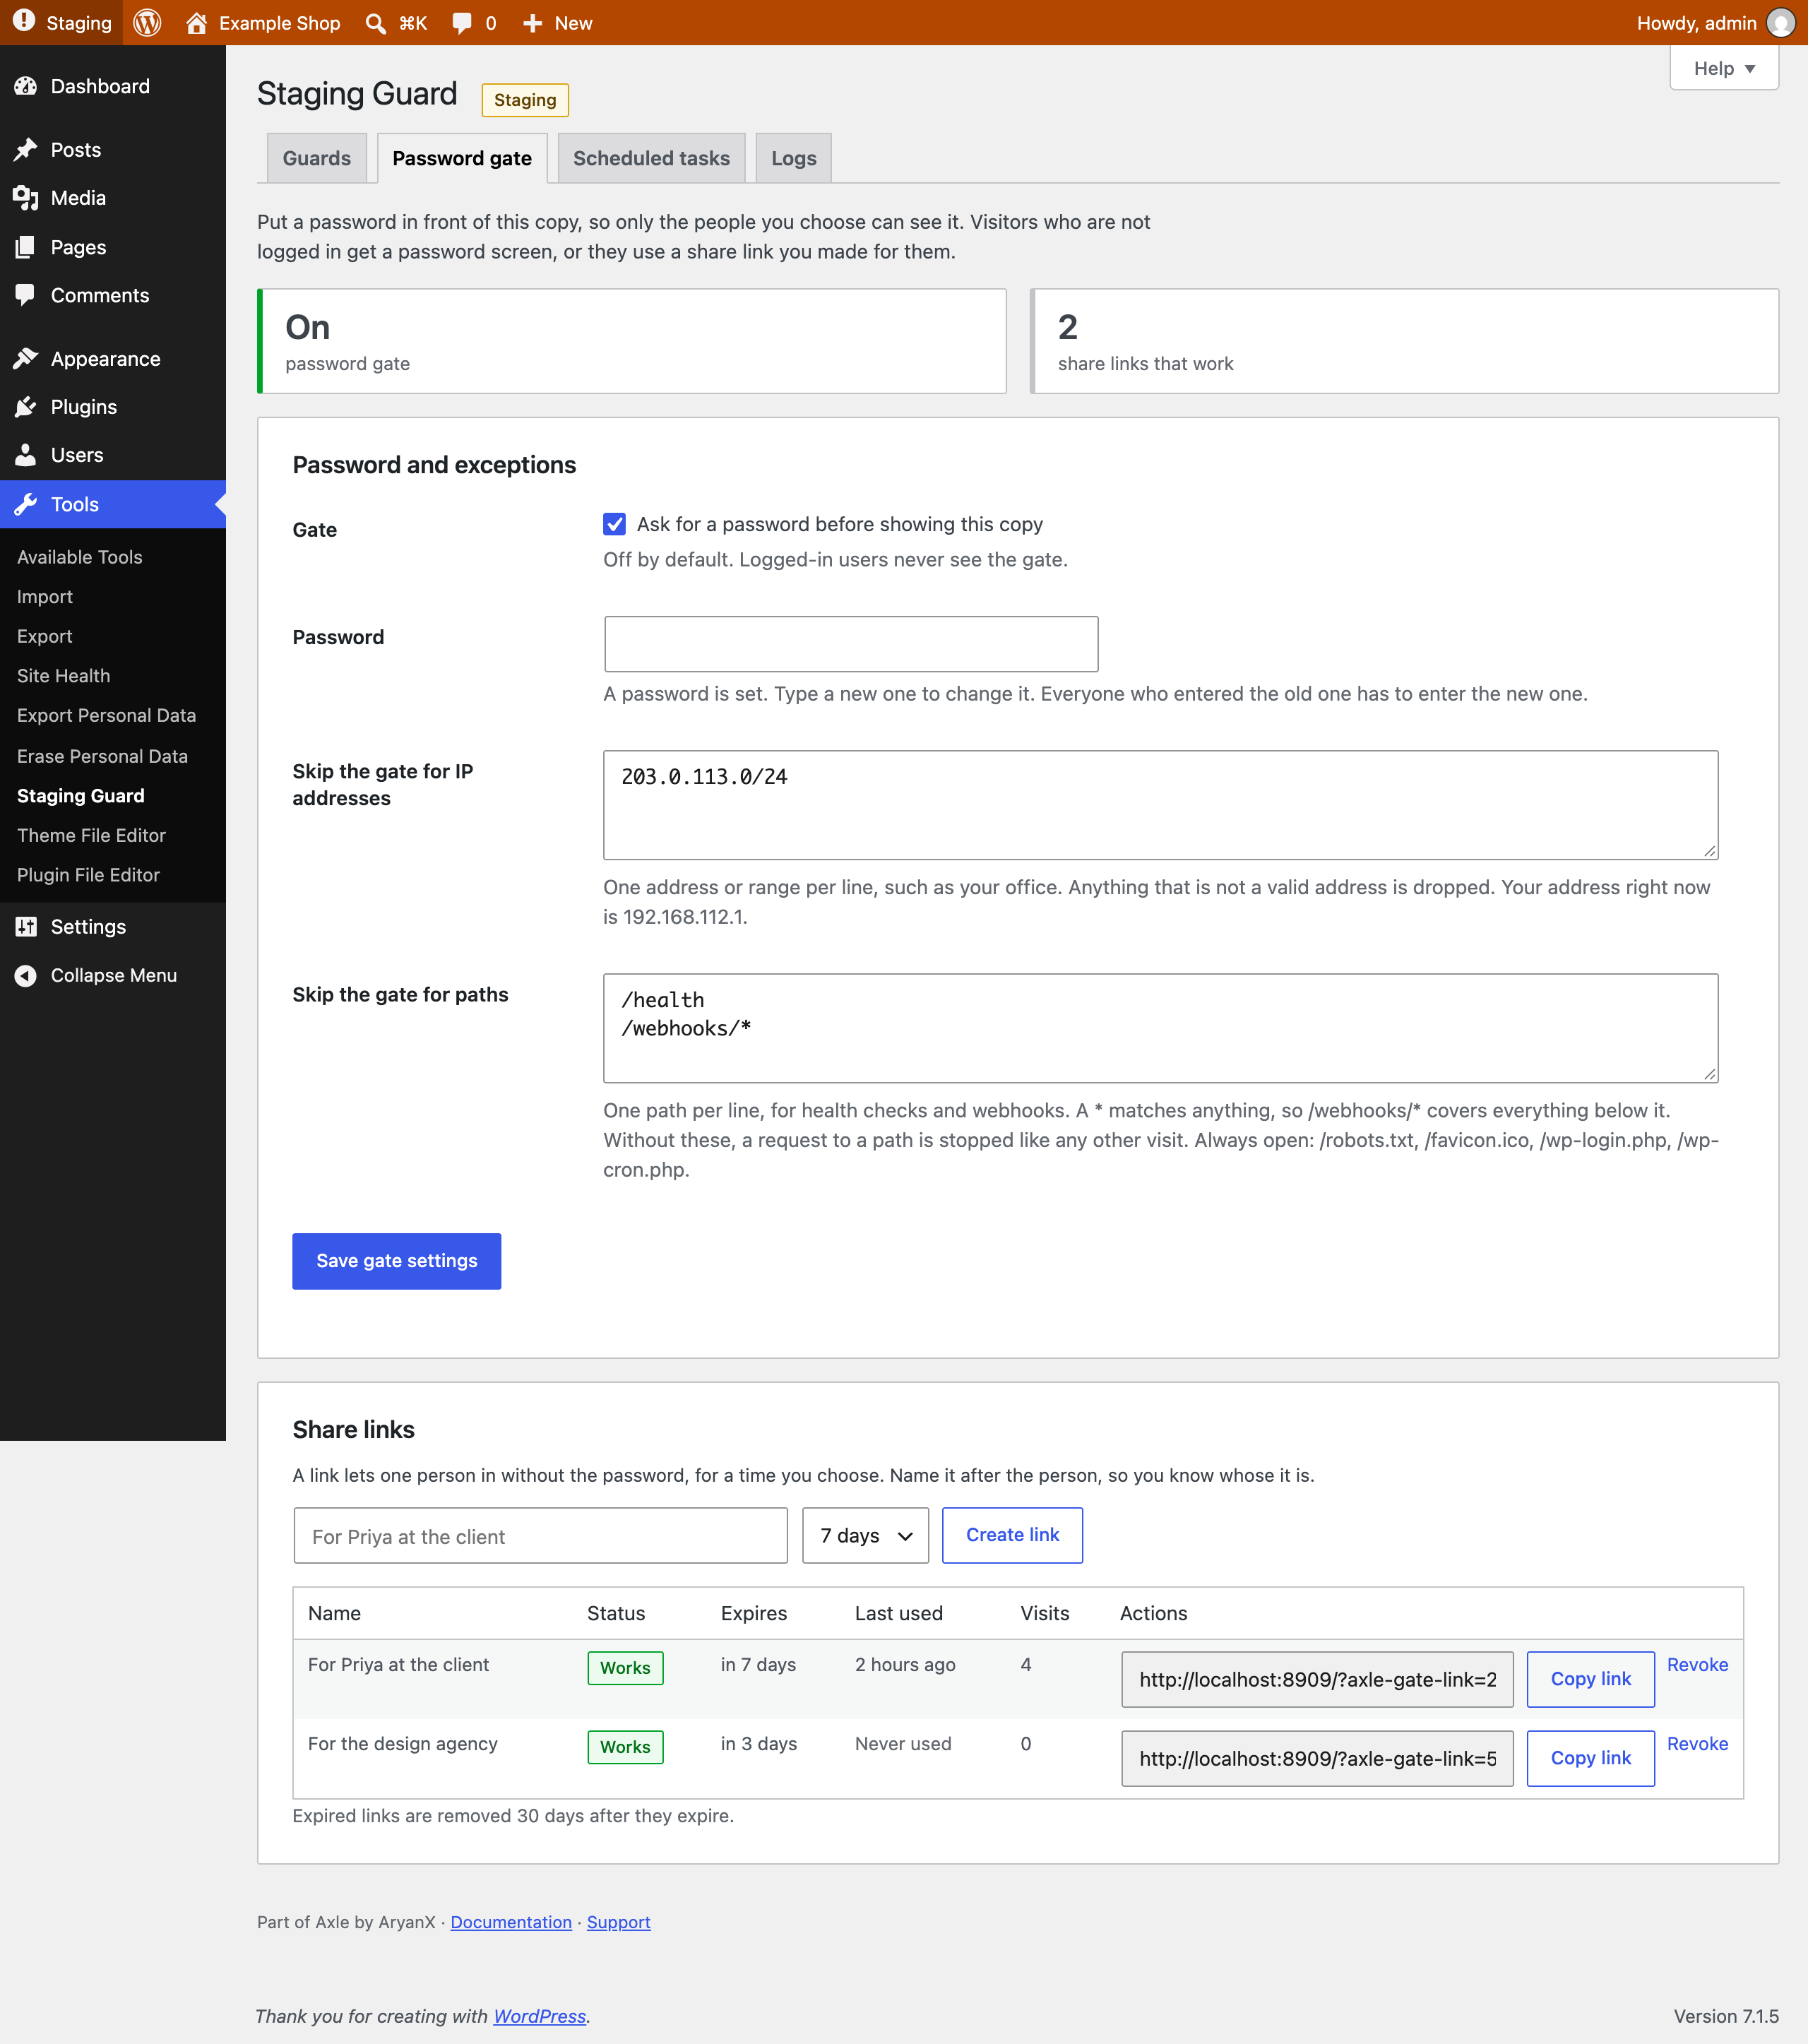 Staging
Example Shop
⌘K
0
New
Howdy, admin
Dashboard
Posts
Media
Pages
Comments
Appearance
Plugins
Users
Tools
Available Tools
Import
Export
Site Health
Export Personal Data
Erase Personal Data
Staging Guard
Theme File Editor
Plugin File Editor
Settings
Collapse Menu
Help ▼
Staging Guard
Staging
Guards
Password gate
Scheduled tasks
Logs
Put a password in front of this copy, so only the people you choose can see it. Visitors who are not
logged in get a password screen, or they use a share link you made for them.
On
password gate
2
share links that work
Password and exceptions
Gate
Ask for a password before showing this copy
Off by default. Logged-in users never see the gate.
Password
A password is set. Type a new one to change it. Everyone who entered the old one has to enter the new one.
Skip the gate for IP
addresses
203.0.113.0/24
One address or range per line, such as your office. Anything that is not a valid address is dropped. Your address right now
is 192.168.112.1.
Skip the gate for paths
/health
/webhooks/*
One path per line, for health checks and webhooks. A * matches anything, so /webhooks/* covers everything below it.
Without these, a request to a path is stopped like any other visit. Always open: /robots.txt, /favicon.ico, /wp-login.php, /wp-
cron.php.
Save gate settings
Share links
A link lets one person in without the password, for a time you choose. Name it after the person, so you know whose it is.
For Priya at the client
7 days
Create link
Name Status Expires Last used Visits Actions
For Priya at the client Works in 7 days 2 hours ago 4 http://localhost:8909/?axle-gate-link=2 Copy link Revoke
For the design agency Works in 3 days Never used 0 http://localhost:8909/?axle-gate-link=5 Copy link Revoke
Expired links are removed 30 days after they expire.
Part of Axle by AryanX · Documentation · Support
Thank you for creating with WordPress.
Version 7.1.5